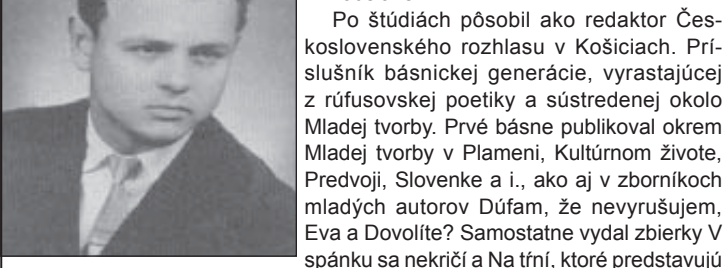 Po štúdiách pôsobil ako redaktor Čes-
koslovenského rozhlasu v Košiciach. Prí-
slušník básnickej generácie, vyrastajúcej
z rúfusovskej poetiky a sústredenej okolo
Mladej tvorby. Prvé básne publikoval okrem
Mladej tvorby v Plameni, Kultúrnom živote,
Predvoji, Slovenke a i., ako aj v zborníkoch
mladých autorov Dúfam, že nevyrušujem,
Eva a Dovolíte? Samostatne vydal zbierky V
spánku sa nekričí a Na tŕní, ktoré predstavujú